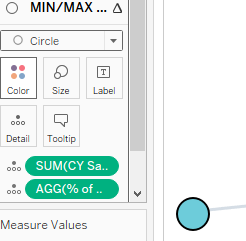 MIN/MAX ...
Circle
Color
Size
Label
Detail
Tooltip
SUM(CY Sa..
AGG(% of ..
Measure Values